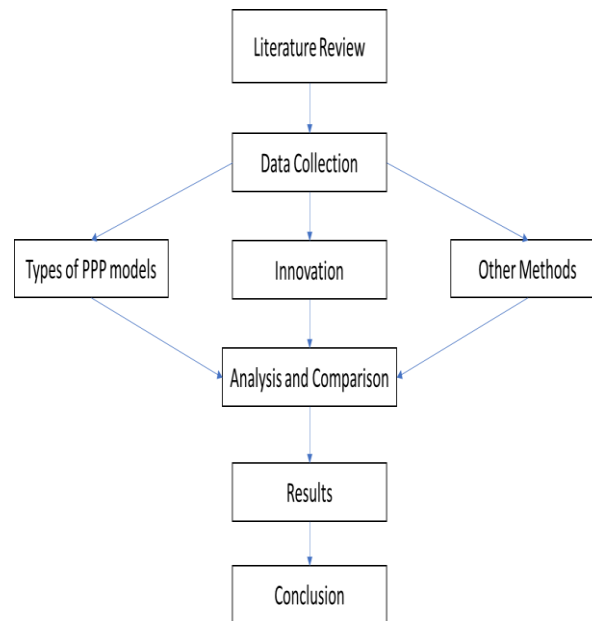 Literature Review
Data Collection
Types of PPP models
Innovation
Other Methods
Analysis and Comparison
Results
Conclusion